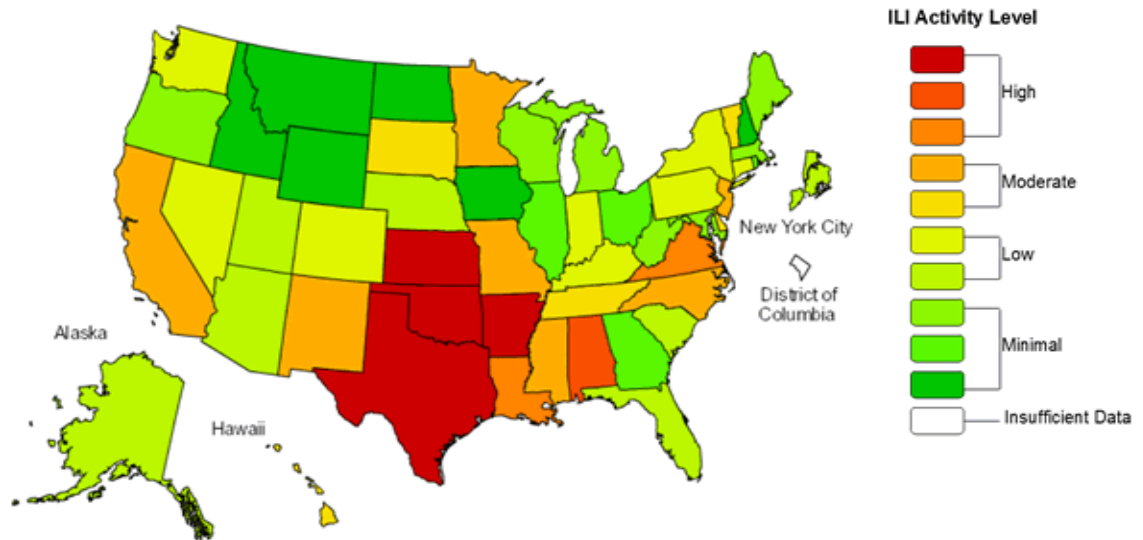 ILI Activity Level
High
Moderate
Low
Minimal
Insufficient Data
New York City
District of
Columbia
Alaska
Hawaii